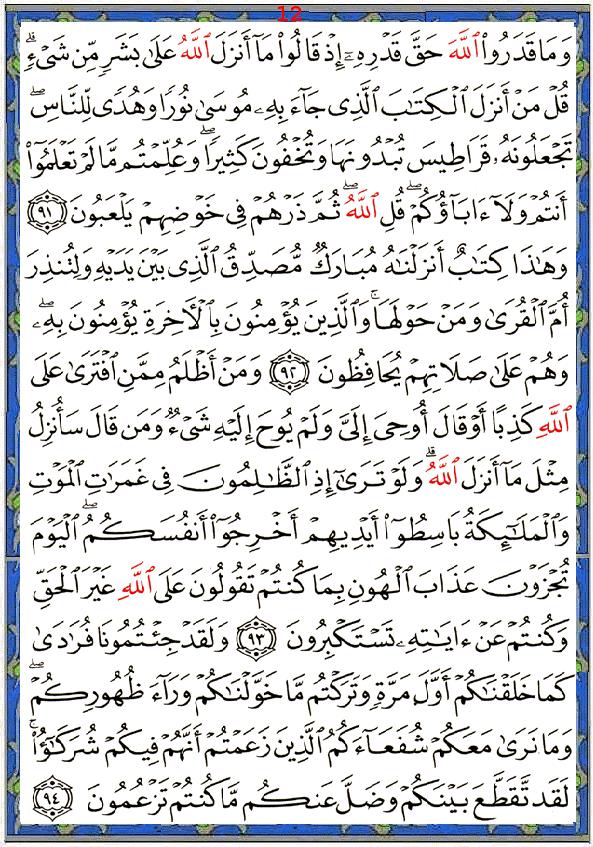 12
وَمَا قَدَرُوا۟ ٱللَّهَ حَقَّ قَدْرِهِۦٓ إِذْ قَالُوا۟ مَآ أَنزَلَ ٱللَّهُ عَلَىٰ بَشَرٍ مِّن شَىْءٍ ۗ
قُلْ مَنْ أَنزَلَ ٱلْكِتَـٰبَ ٱلَّذِى جَآءَ بِهِۦ مُوسَىٰ نُورًا وَهُدًى لِّلنَّاسِ ۖ
تَجْعَلُونَهُۥ قَرَاطِيسَ تُبْدُونَهَا وَتُخْفُونَ كَثِيرًا ۖ وَعُلِّمْتُم مَّا لَمْ تَعْلَمُوٓا۟
أَنتُمْ وَلَآ ءَابَآؤُكُمْ ۖ قُلِ ٱللَّهُ ۖ ثُمَّ ذَرْهُمْ فِى خَوْضِهِمْ يَلْعَبُونَ ٩١
وَهَـٰذَا كِتَـٰبٌ أَنزَلْنَـٰهُ مُبَارَكٌ مُّصَدِّقُ ٱلَّذِى بَيْنَ يَدَيْهِ وَلِتُنذِرَ
أُمَّ ٱلْقُرَىٰ وَمَنْ حَوْلَهَا ۚ وَٱلَّذِينَ يُؤْمِنُونَ بِٱلْـَٔاخِرَةِ يُؤْمِنُونَ بِهِۦ ۖ
وَهُمْ عَلَىٰ صَلَاتِهِمْ يُحَافِظُونَ ٩٢ وَمَنْ أَظْلَمُ مِمَّنِ ٱفْتَرَىٰ عَلَى
ٱللَّهِ كَذِبًا أَوْ قَالَ أُوحِىَ إِلَىَّ وَلَمْ يُوحَ إِلَيْهِ شَىْءٌ وَمَن قَالَ سَأُنزِلُ
مِثْلَ مَآ أَنزَلَ ٱللَّهُ ۗ وَلَوْ تَرَىٰٓ إِذِ ٱلظَّـٰلِمُونَ فِى غَمَرَٰتِ ٱلْمَوْتِ
وَٱلْمَلَـٰٓئِكَةُ بَاسِطُوٓا۟ أَيْدِيهِمْ أَخْرِجُوٓا۟ أَنفُسَكُمُ ۖ ٱلْيَوْمَ
تُجْزَوْنَ عَذَابَ ٱلْهُونِ بِمَا كُنتُمْ تَقُولُونَ عَلَى ٱللَّهِ غَيْرَ ٱلْحَقِّ
وَكُنتُمْ عَنْ ءَايَـٰتِهِۦ تَسْتَكْبِرُونَ ٩٣ وَلَقَدْ جِئْتُمُونَا فُرَٰدَىٰ
كَمَا خَلَقْنَـٰكُمْ أَوَّلَ مَرَّةٍ وَتَرَكْتُم مَّا خَوَّلْنَـٰكُمْ وَرَآءَ ظُهُورِكُمْ ۖ
وَمَا نَرَىٰ مَعَكُمْ شُفَعَآءَكُمُ ٱلَّذِينَ زَعَمْتُمْ أَنَّهُمْ فِيكُمْ شُرَكَـٰٓؤُا۟ ۚ
لَقَد تَّقَطَّعَ بَيْنَكُمْ وَضَلَّ عَنكُم مَّا كُنتُمْ تَزْعُمُونَ ٩٤